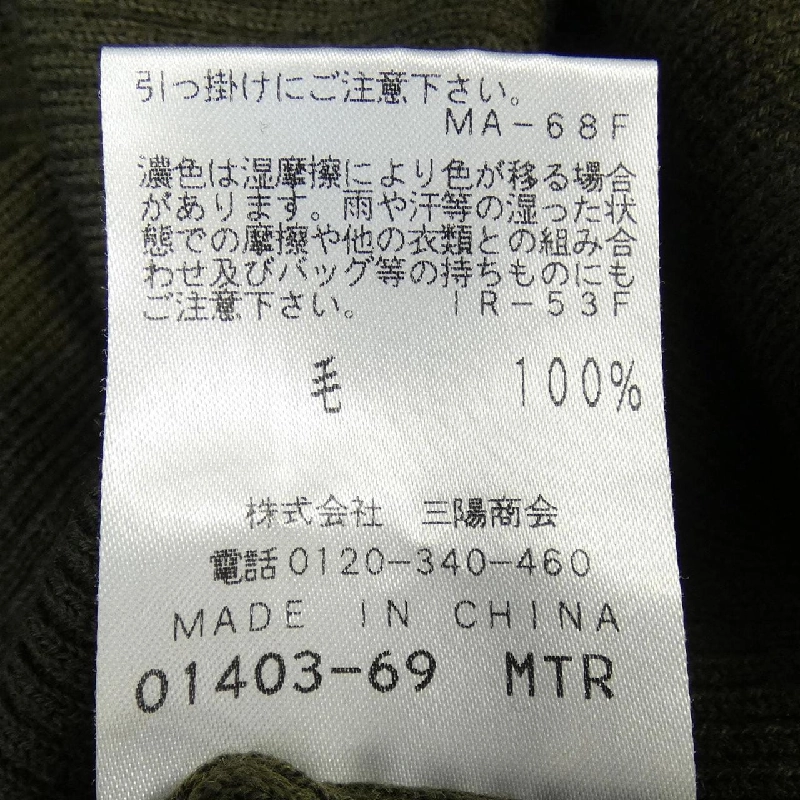 引っ掛けにご注意下さい。
MA-68F
濃色は湿摩擦により色が移る場合
があります。雨や汗等の湿った状
態での摩擦や他の衣類との組み合
わせ及びバッグ等の持ちものにも
ご注意下さい。 IR-53F
毛 100%
株式会社 三陽商会
電話0120-340-460
MADE IN CHINA
01403-69 MTR